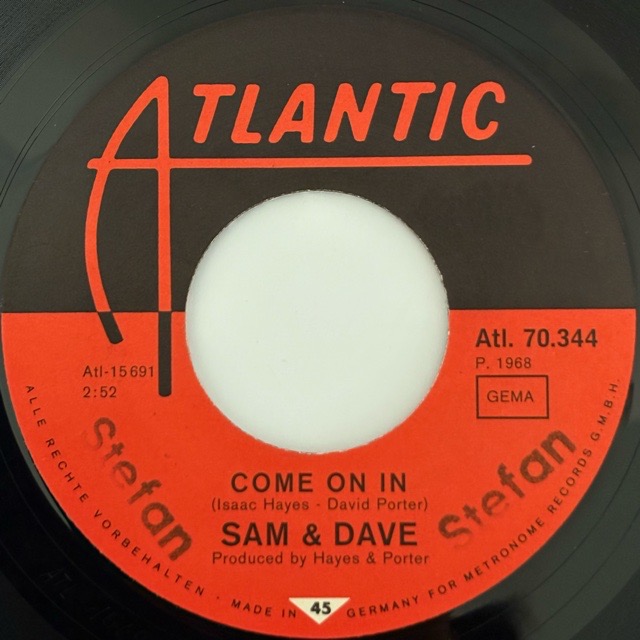 ATLANTIC
Atl. 70.344
P. 1968
Atl-15691
2:52
GEMA
Stefan
Stefan
COME ON IN
(Isaac Hayes - David Porter)
SAM & DAVE
Produced by Hayes & Porter
ALLE RECHTE VORBEHALTEN · MADE IN 45 GERMANY FOR METRONOME RECORDS G.M.B.H.